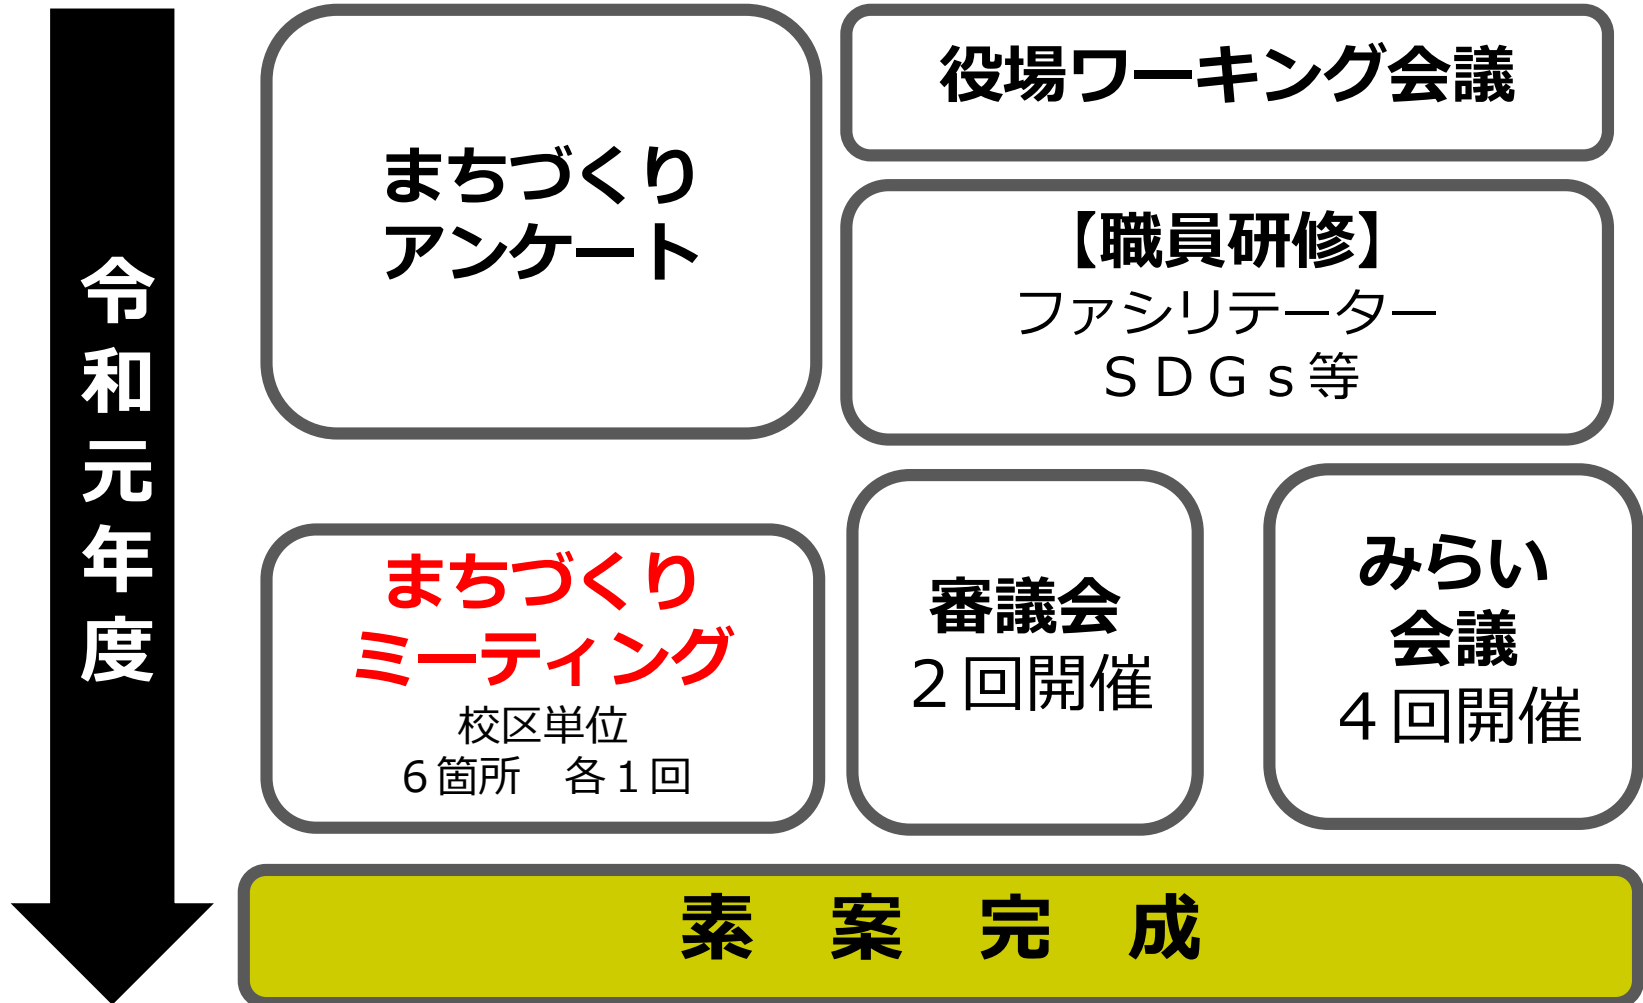 令和元年度
まちづくり
アンケート
役場ワーキング会議
【職員研修】
ファシリテーター
ＳＤＧｓ等
まちづくり
ミーティング
校区単位
６箇所　各１回
審議会
２回開催
みらい
会議
４回開催
素　案　完　成